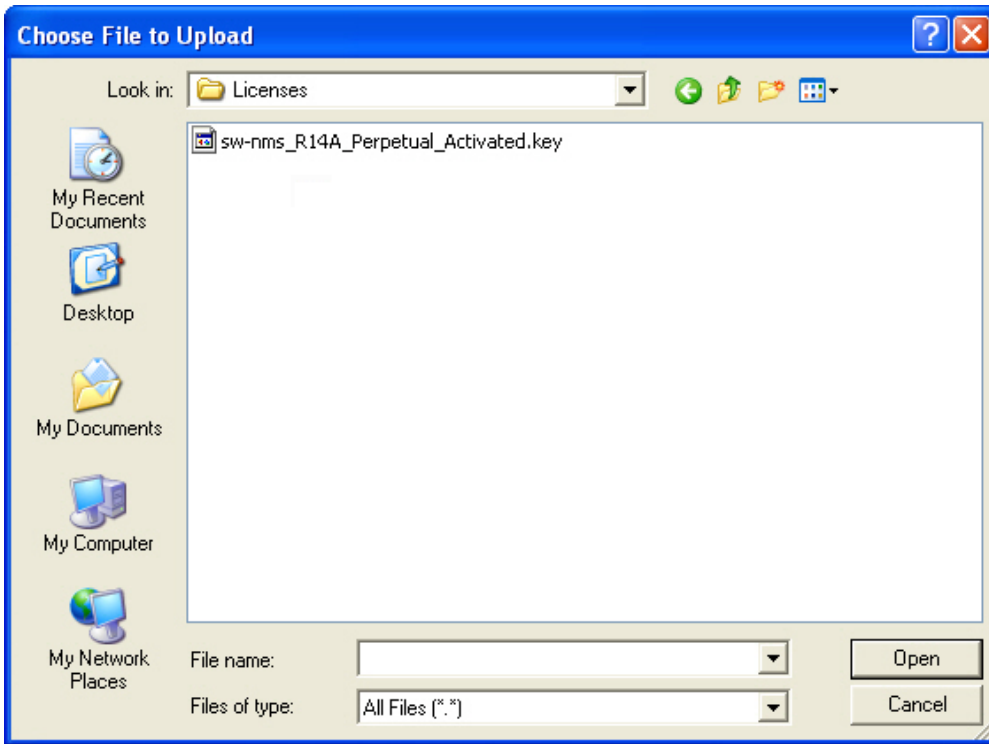 Choose File to Upload
Look in: Licenses
sw-nms_R14A_Perpetual_Activated.key
My Recent
Documents
Desktop
My Documents
My Computer
My Network
Places
File name:
Open
Files of type: All Files (*.*)
Cancel